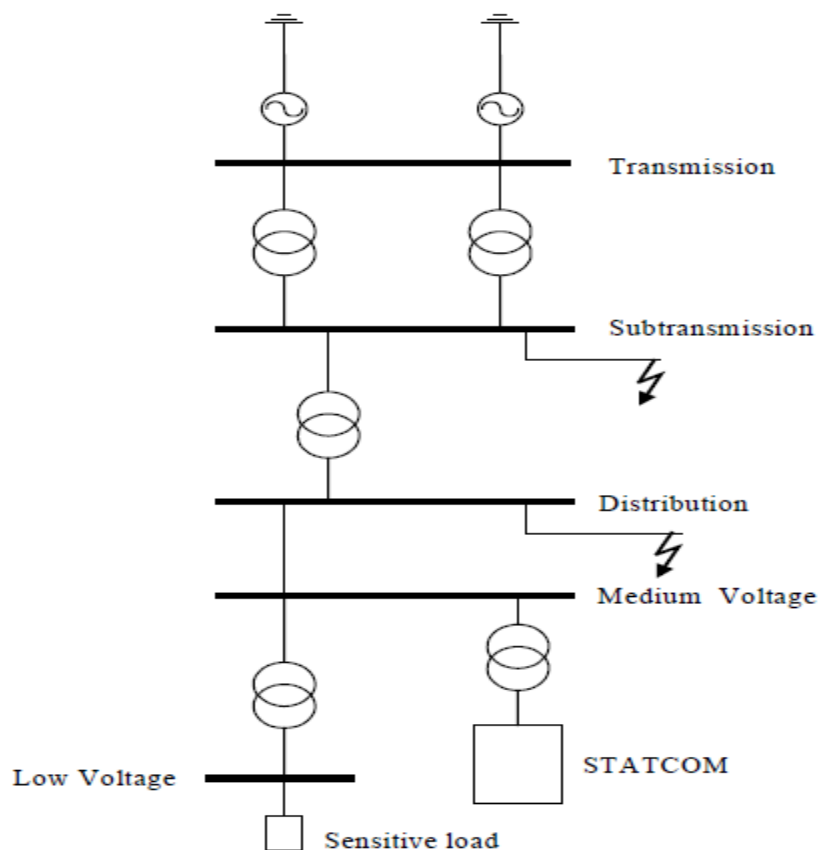 Transmission
Subtransmission
Distribution
Medium Voltage
STATCOM
Low Voltage
Sensitive load